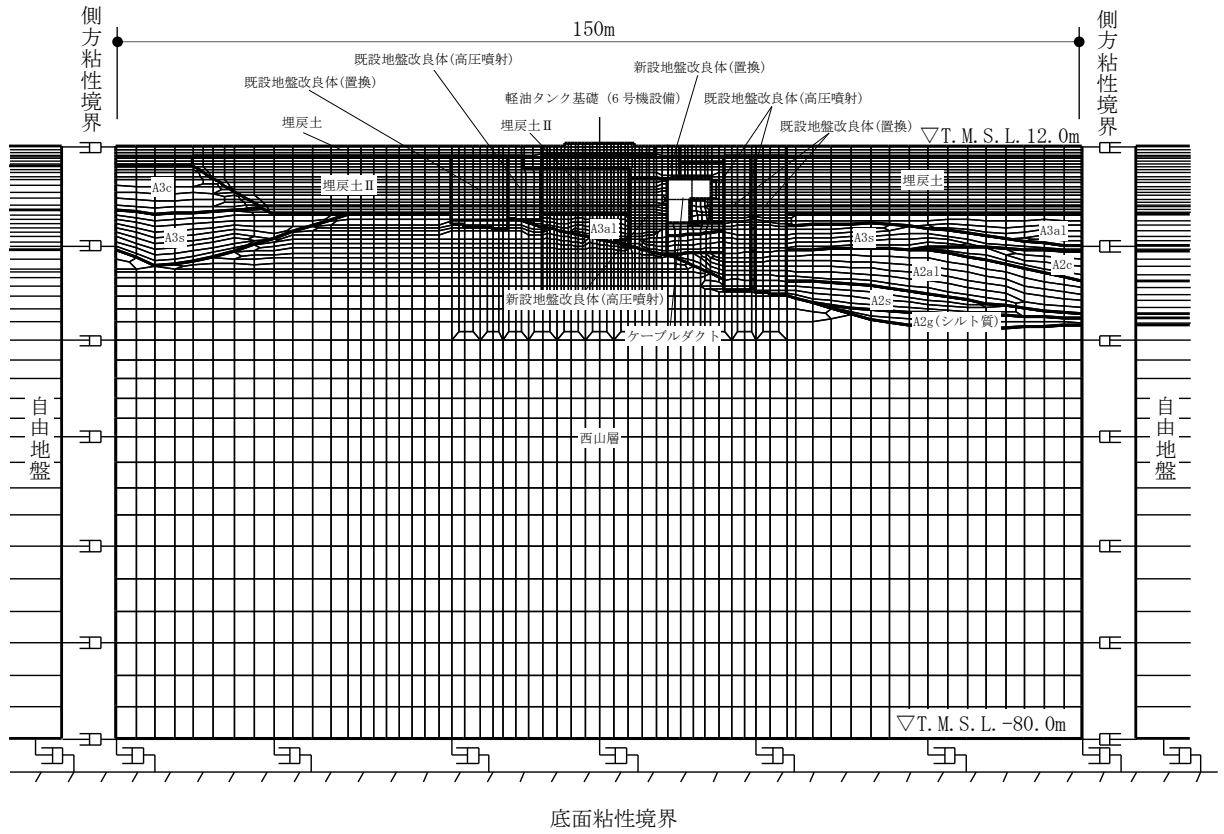 側方粘性境界
150m
側方粘性境界
既設地盤改良体(高圧噴射)
新設地盤改良体(置換)
既設地盤改良体(置換)
軽油タンク基礎 (6号機設備)
既設地盤改良体(高圧噴射)
埋戻土
埋戻土Ⅱ
既設地盤改良体(置換)
▽T.M.S.L.12.0m
A3c
埋戻土Ⅱ
埋戻土
A3s
A3al
A3s
A3al
A2c
A2al
新設地盤改良体(高圧噴射)
A2s
A2g(シルト質)
ケーブルダクト
自由地盤
西山層
自由地盤
▽T.M.S.L.-80.0m
底面粘性境界